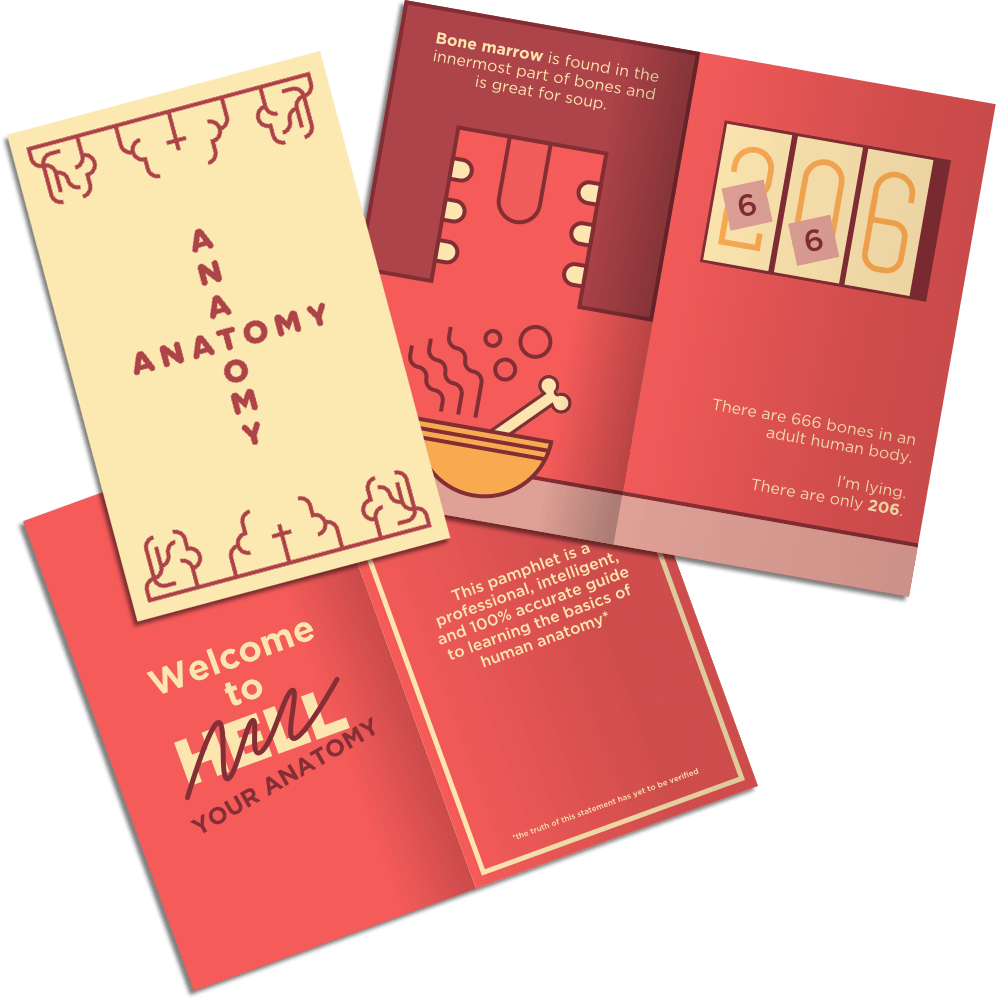 A
N
A
ANATOMY
O
M
Y
Bone marrow is found in the
innermost part of bones and
is great for soup.
206
6
6
There are 666 bones in an
adult human body.
I'm lying.
There are only 206.
Welcome
to
HELL
YOUR ANATOMY
This pamphlet is a
professional, intelligent,
and 100% accurate guide
to learning the basics of
human anatomy*
*the truth of this statement has yet to be verified